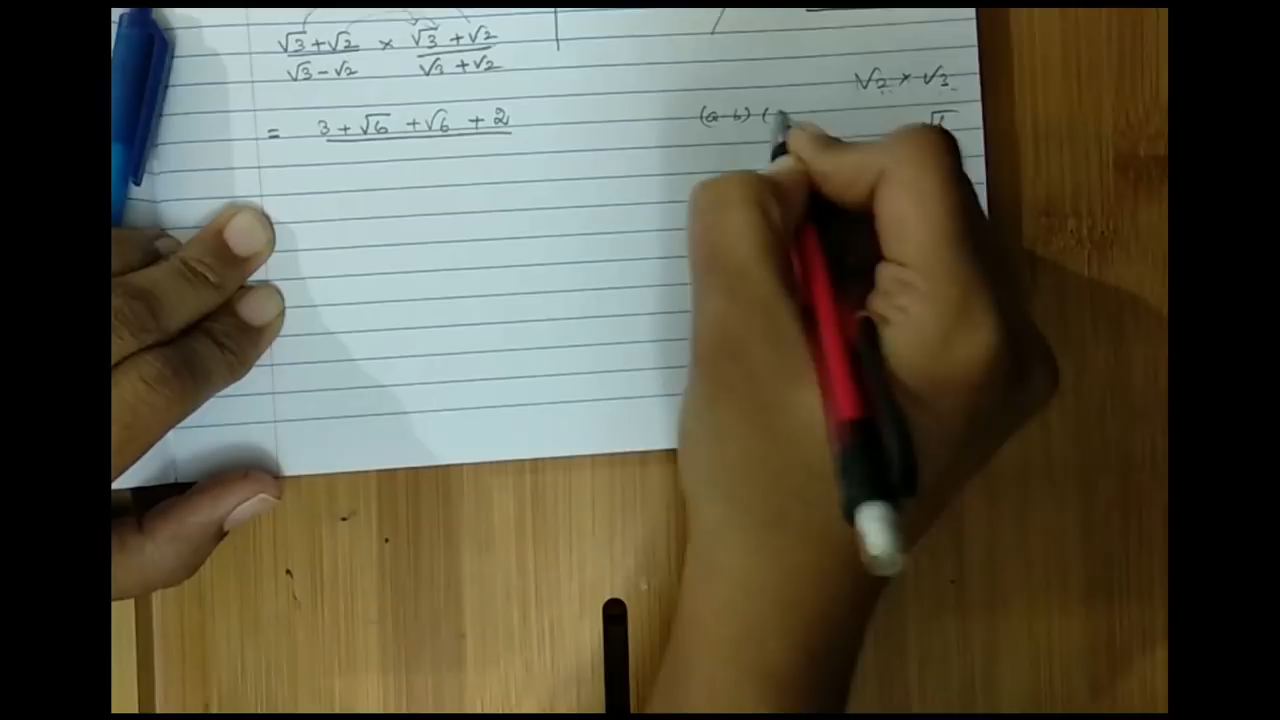 √3+√2 × √3+√2
√3-√2 √3+√2
√2 × √3
= 3+√6 +√6 +2
(a-b) (